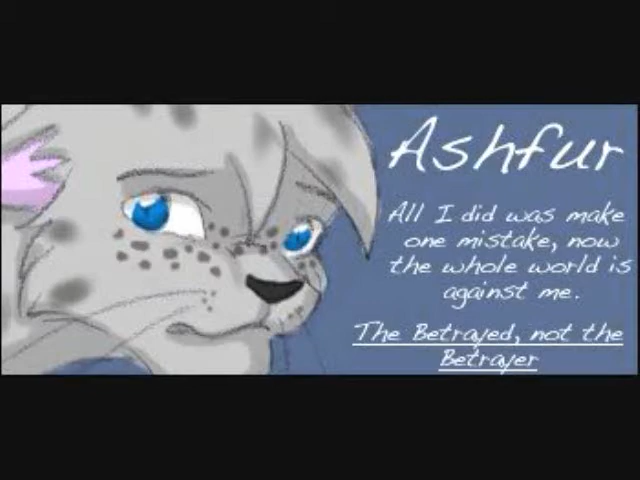 Ashfur
All I did was make
one mistake, now
the whole world is
against me.
The Betrayed, not the
Betrayer